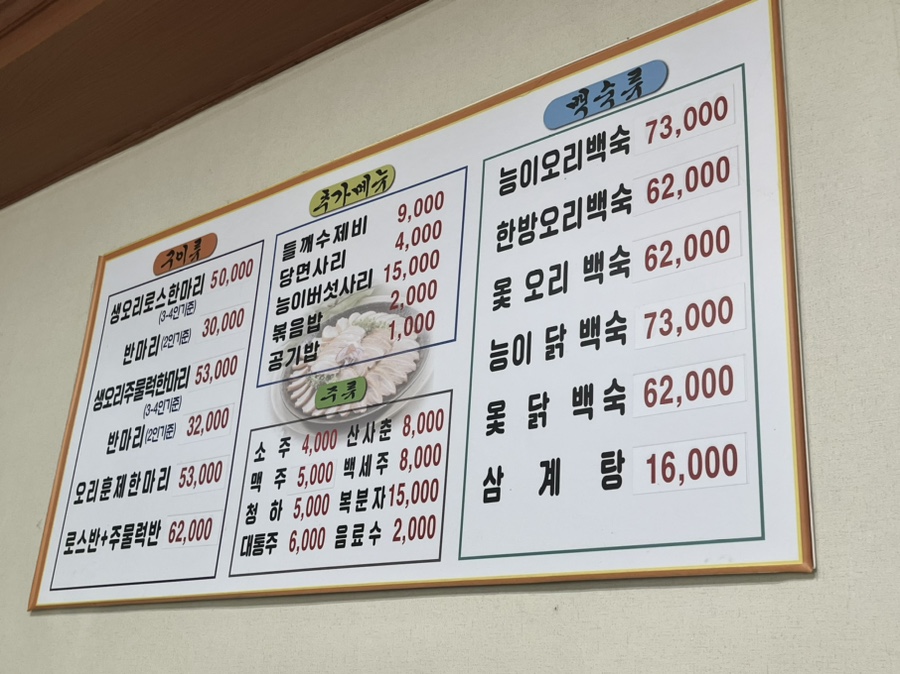 구이류
생오리로스한마리 50,000
(3-4인기준)
반마리(2인기준) 30,000
생오리주물럭한마리 53,000
(3-4인기준)
반마리(2인기준) 32,000
오리훈제한마리 53,000
로스반+주물럭반 62,000
추가메뉴
들깨수제비 9,000
당면사리 4,000
능이버섯사리 15,000
볶음밥 2,000
공기밥 1,000
주류
소주 4,000 산사춘 8,000
맥주 5,000 백세주 8,000
청하 5,000 복분자 15,000
대통주 6,000 음료수 2,000
백숙류
능이오리백숙 73,000
한방오리백숙 62,000
옻 오리 백숙 62,000
능이 닭 백숙 73,000
옻 닭 백숙 62,000
삼 계 탕 16,000